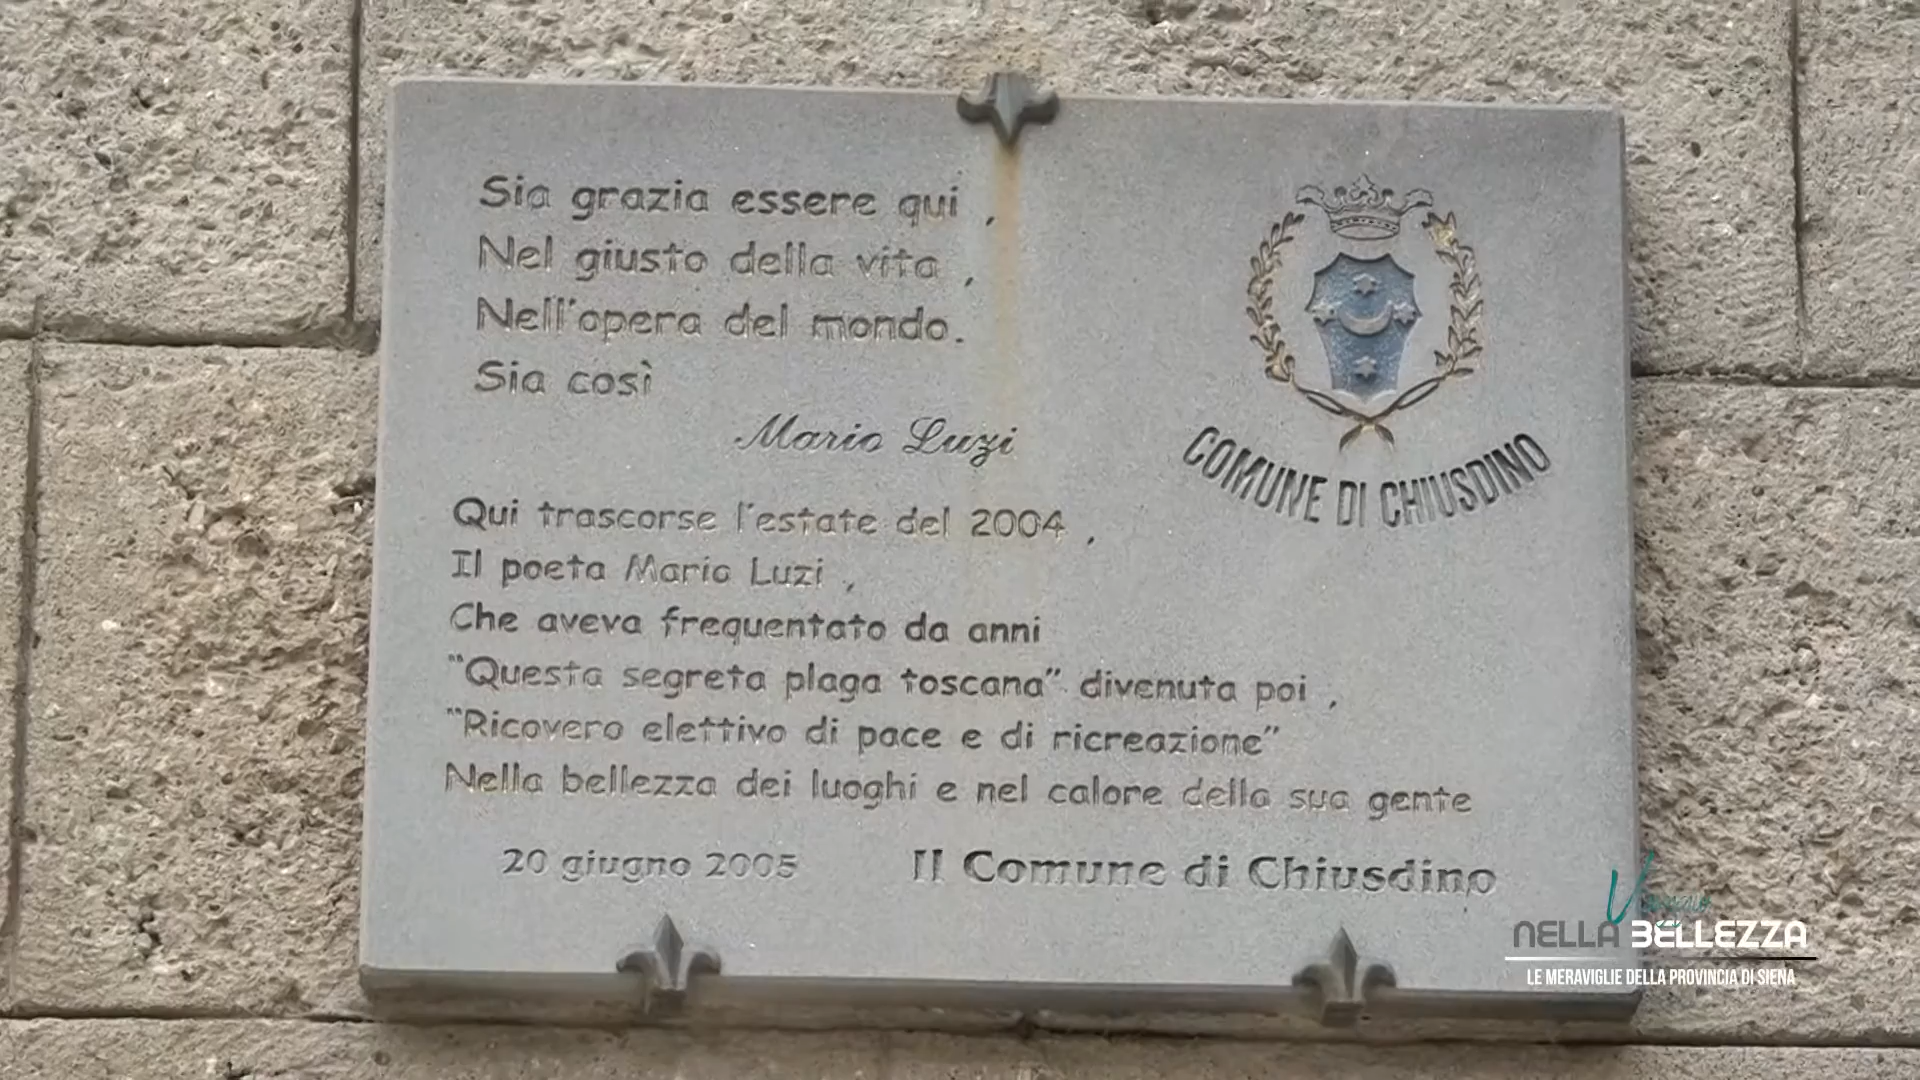 Sia grazia essere qui ,
Nel giusto della vita ,
Nell'opera del mondo.
Sia così
Mario Luzi
COMUNE DI CHIUSDINO
Qui trascorse l'estate del 2004 ,
Il poeta Mario Luzi ,
Che aveva frequentato da anni
"Questa segreta plaga toscana" divenuta poi ,
"Ricovero elettivo di pace e di ricreazione"
Nella bellezza dei luoghi e nel calore della sua gente
20 giugno 2005 Il Comune di Chiusdino
Viaggio
NELLA BELLEZZA
LE MERAVIGLIE DELLA PROVINCIA DI SIENA